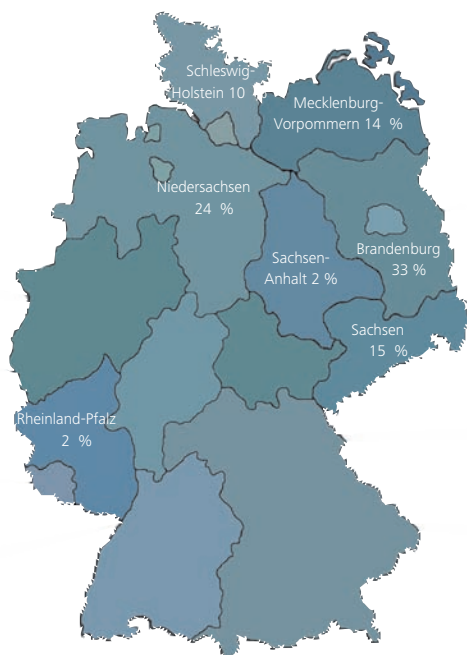 Schleswig-
Holstein 10
Mecklenburg-
Vorpommern 14 %
Niedersachsen
24 %
Brandenburg
33 %
Sachsen-
Anhalt 2 %
Sachsen
15 %
Rheinland-Pfalz
2 %